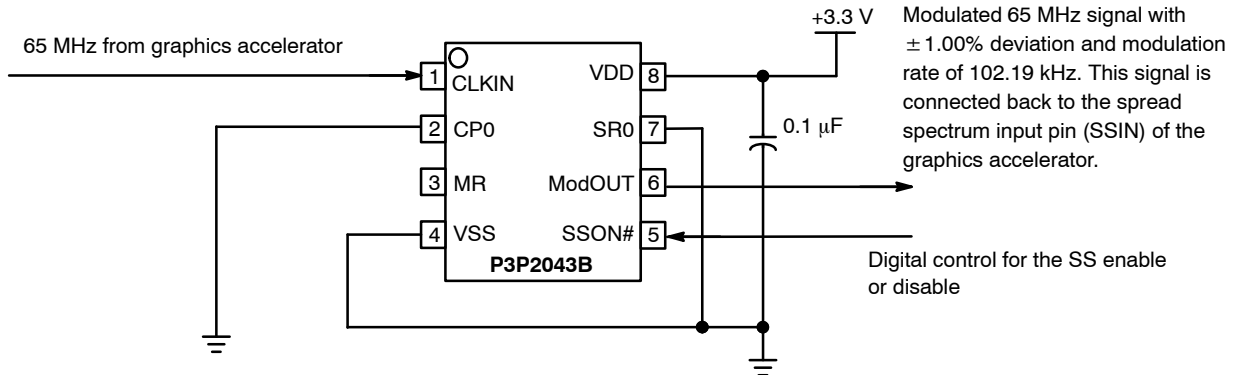 65 MHz from graphics accelerator
1 CLKIN
2 CP0
3 MR
4 VSS
VDD 8
SR0 7
ModOUT 6
SSON# 5
P3P2043B
+3.3 V
0.1 μF
Modulated 65 MHz signal with
±1.00% deviation and modulation
rate of 102.19 kHz. This signal is
connected back to the spread
spectrum input pin (SSIN) of the
graphics accelerator.
Digital control for the SS enable
or disable